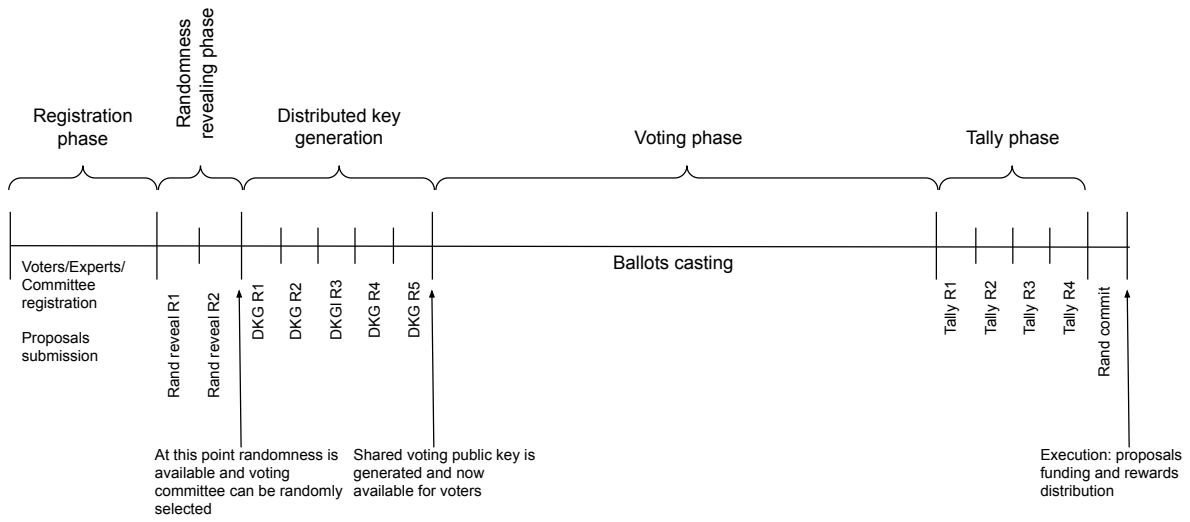 Registration
phase
Randomness
revealing phase
Distributed key
generation
Voting phase
Tally phase
Voters/Experts/
Committee
registration
Proposals
submission
Rand reveal R1
Rand reveal R2
DKG R1
DKG R2
DKGI R3
DKG R4
DKG R5
Ballots casting
Tally R1
Tally R2
Tally R3
Tally R4
Rand commit
At this point randomness is
available and voting
committee can be randomly
selected
Shared voting public key is
generated and now
available for voters
Execution: proposals
funding and rewards
distribution